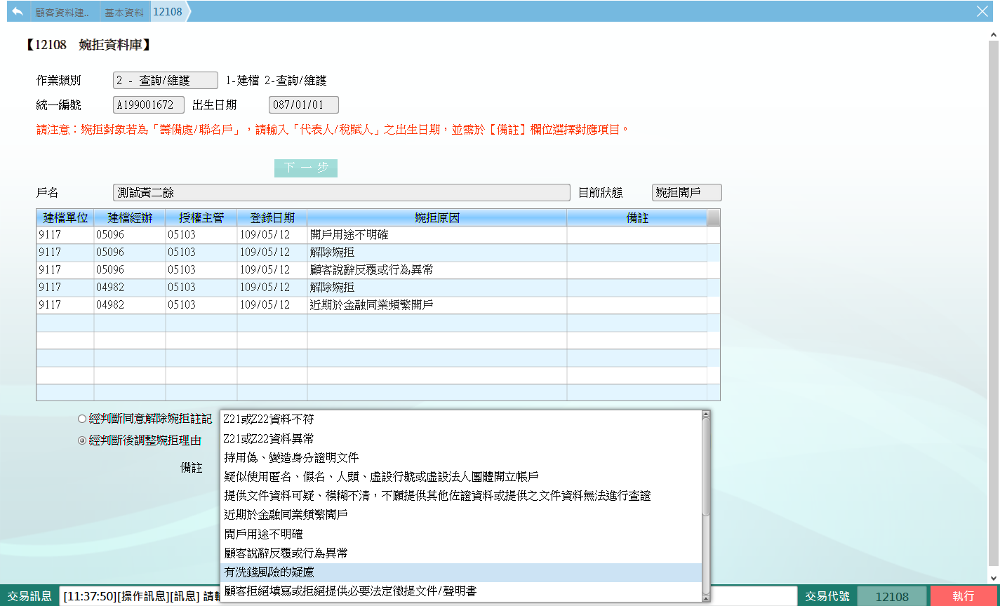 顧客資料建.. 基本資料 12108
【12108 婉拒資料庫】
作業類別 2 - 查詢/維護 1-建檔 2-查詢/維護
統一編號 A199001672 出生日期 087/01/01
請注意：婉拒對象若為「籌備處/聯名戶」，請輸入「代表人/稅賦人」之出生日期，並需於【備註】欄位選擇對應項目。
下一步
戶名 測試黃二餘 目前狀態 婉拒開戶
建檔單位 建檔經辦 授權主管 登錄日期 婉拒原因 備註
9117 05096 05103 109/05/12 開戶用途不明確
9117 05096 05103 109/05/12 解除婉拒
9117 05096 05103 109/05/12 顧客說辭反覆或行為異常
9117 04982 05103 109/05/12 解除婉拒
9117 04982 05103 109/05/12 近期於金融同業頻繁開戶
經判斷同意解除婉拒註記
經判斷後調整婉拒理由
備註
Z21或Z22資料不符
Z21或Z22資料異常
持用偽、變造身分證明文件
疑似使用匿名、假名、人頭、虛設行號或虛設法人團體開立帳戶
提供文件資料可疑、模糊不清，不願提供其他佐證資料或提供之文件資料無法進行查證
近期於金融同業頻繁開戶
開戶用途不明確
顧客說辭反覆或行為異常
有洗錢風險的疑慮
顧客拒絕填寫或拒絕提供必要法定徵提文件/聲明書
交易訊息 [11:37:50][操作訊息][訊息] 請 交易代號 12108 執行